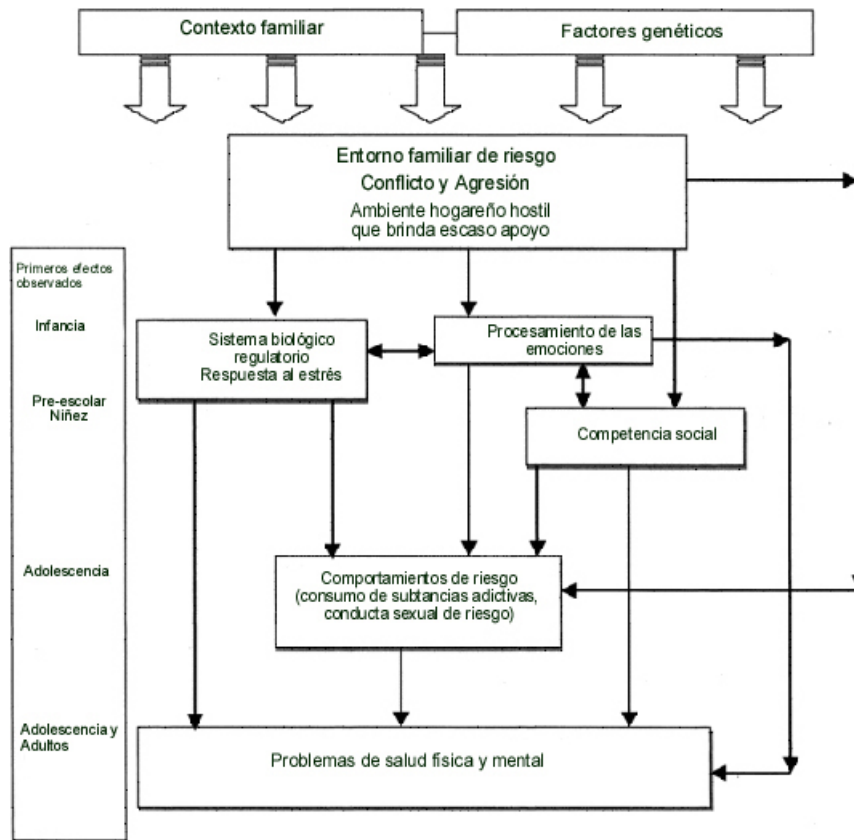 Contexto familiar
Factores genéticos
Entorno familiar de riesgo
Conflicto y Agresión
Ambiente hogareño hostil
que brinda escaso apoyo
Primeros efectos
observados
Infancia
Sistema biológico
regulatorio
Respuesta al estrés
Procesamiento de las
emociones
Pre-escolar
Niñez
Competencia social
Adolescencia
Comportamientos de riesgo
(consumo de subtancias adictivas,
conducta sexual de riesgo)
Adolescencia y
Adultos
Problemas de salud física y mental